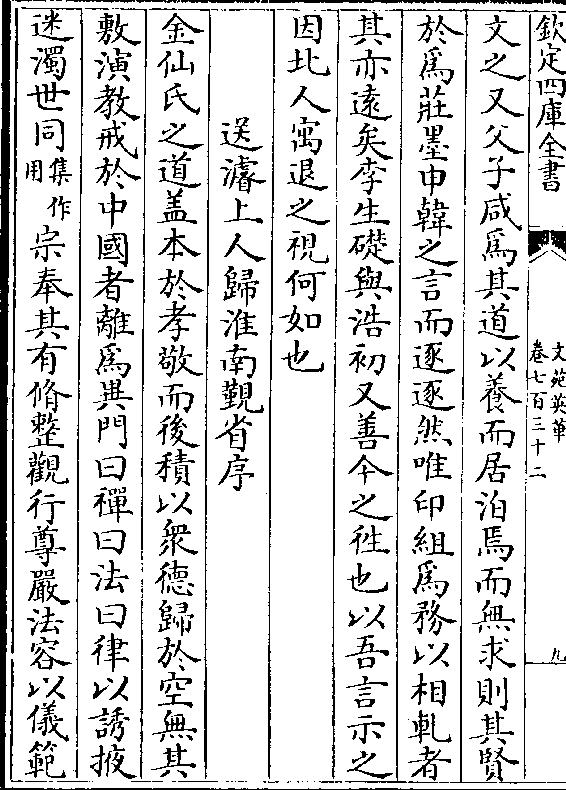 欽定四庫全書
文苑英華
卷七百三十二
九
文之又父子咸爲其道以養而居泊焉而無求則其賢
於爲莊墨申韓之言而逐逐然唯印組爲務以相軋者
其亦遠矣李生礎與浩初又善今之徃也以吾言示之
因北人寓退之視何如也
送濬上人歸淮南覲省序
金仙氏之道盖本於孝敬而後積以衆德歸於空無其
敷演教戒於中國者離爲異門曰禪曰法曰律以誘掖
迷濁世同集作用宗奉其有脩整觀行尊嚴法容以儀範